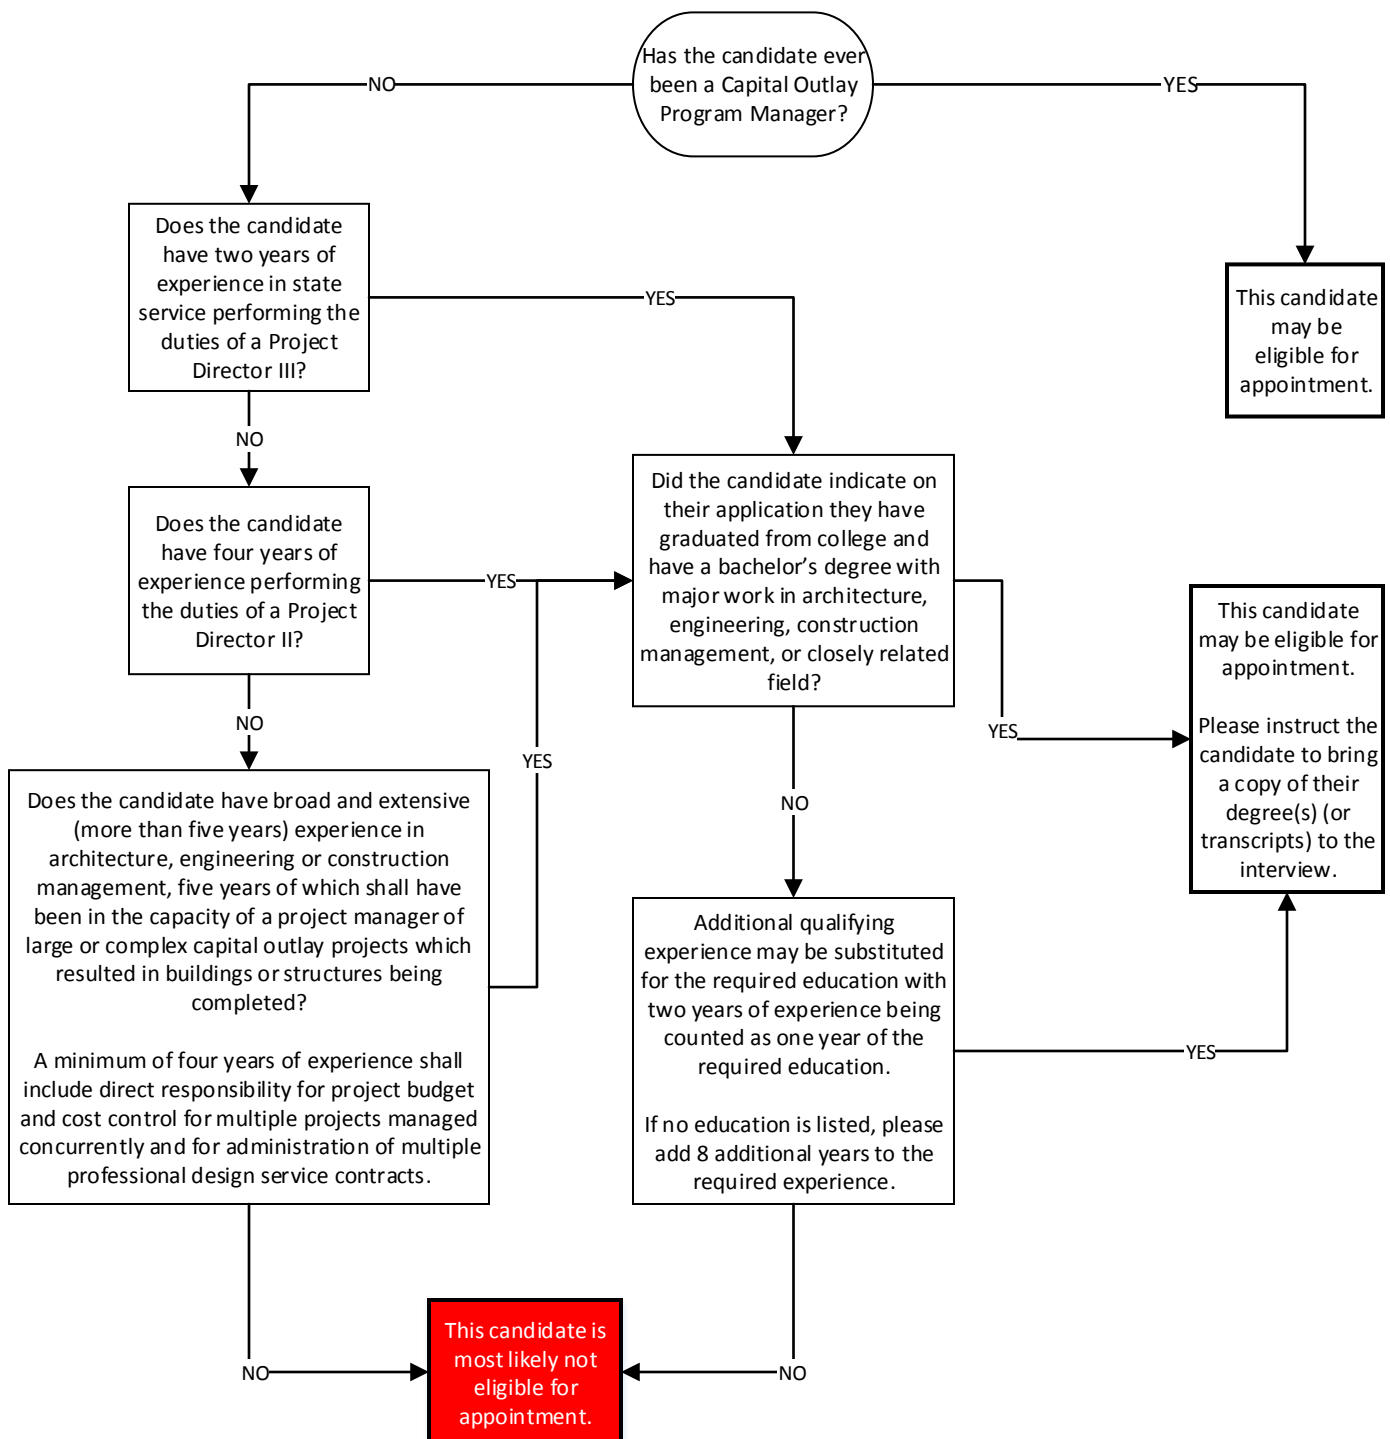 Has the candidate ever
been a Capital Outlay
Program Manager?
NO
YES
Does the candidate
have two years of
experience in state
service performing the
duties of a Project
Director III?
YES
This candidate
may be
eligible for
appointment.
NO
Does the candidate
have four years of
experience performing
the duties of a Project
Director II?
YES
Did the candidate indicate on
their application they have
graduated from college and
have a bachelor’s degree with
major work in architecture,
engineering, construction
management, or closely related
field?
YES
This candidate
may be eligible for
appointment.
Please instruct the
candidate to bring
a copy of their
degree(s) (or
transcripts) to the
interview.
NO
YES
NO
Does the candidate have broad and extensive
(more than five years) experience in
architecture, engineering or construction
management, five years of which shall have
been in the capacity of a project manager of
large or complex capital outlay projects which
resulted in buildings or structures being
completed?
A minimum of four years of experience shall
include direct responsibility for project budget
and cost control for multiple projects managed
concurrently and for administration of multiple
professional design service contracts.
Additional qualifying
experience may be substituted
for the required education with
two years of experience being
counted as one year of the
required education.
If no education is listed, please
add 8 additional years to the
required experience.
YES
NO
This candidate is
most likely not
eligible for
appointment.
NO